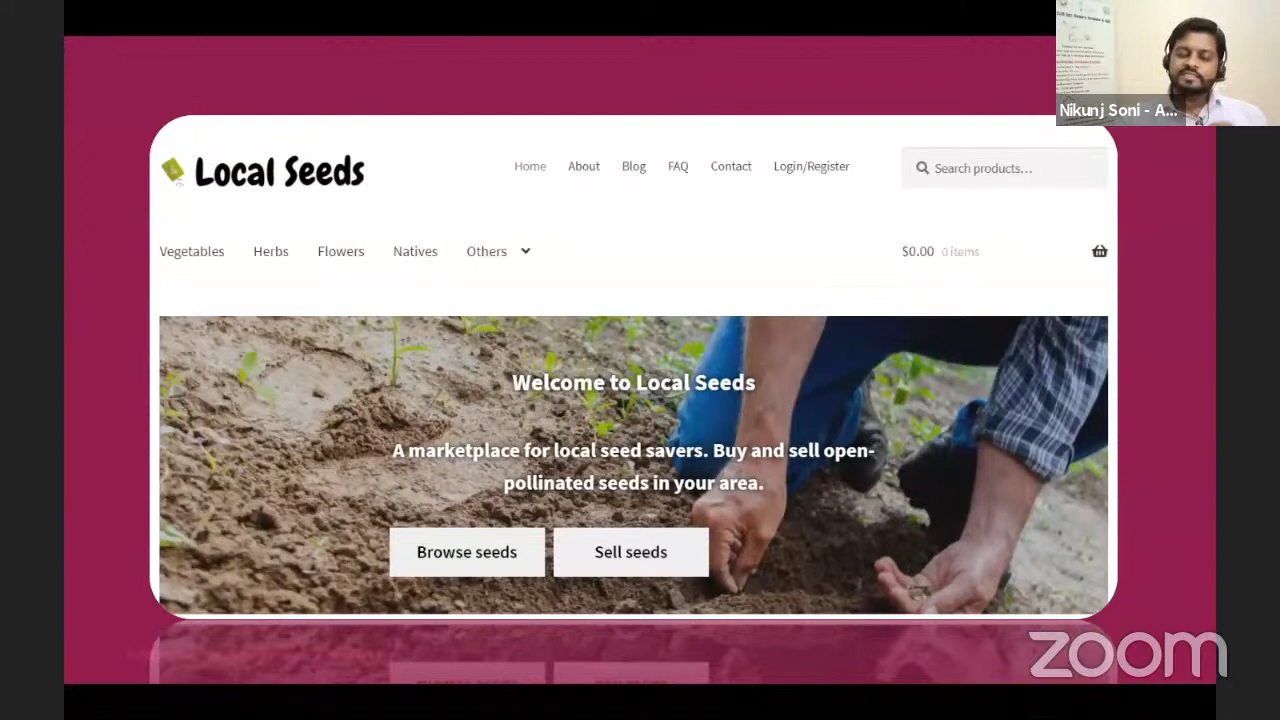 Nikunj Soni - A...
Local Seeds
Home About Blog FAQ Contact Login/Register
Search products...
Vegetables Herbs Flowers Natives Others
$0.00 0 items
Welcome to Local Seeds
A marketplace for local seed savers. Buy and sell open-
pollinated seeds in your area.
Browse seeds Sell seeds
zoom